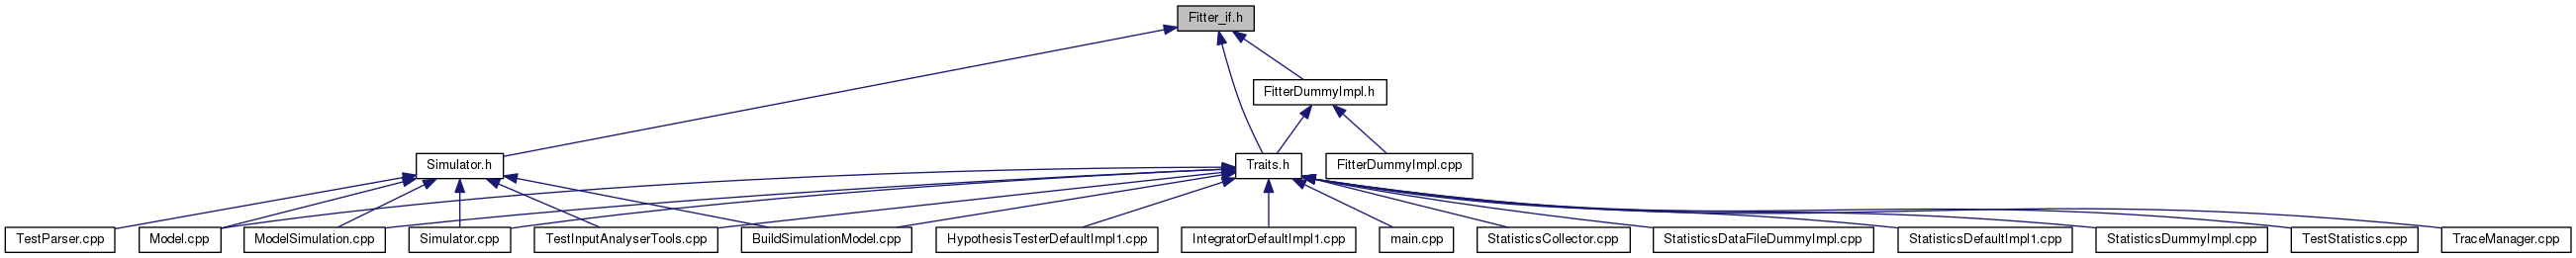 Fitter_if.h
FitterDummyImpl.h
Simulator.h
Traits.h
FitterDummyImpl.cpp
TestParser.cpp
Model.cpp
ModelSimulation.cpp
Simulator.cpp
TestInputAnalyserTools.cpp
BuildSimulationModel.cpp
HypothesisTesterDefaultImpl1.cpp
IntegratorDefaultImpl1.cpp
main.cpp
StatisticsCollector.cpp
StatisticsDataFileDummyImpl.cpp
StatisticsDefaultImpl1.cpp
StatisticsDummyImpl.cpp
TestStatistics.cpp
TraceManager.cpp